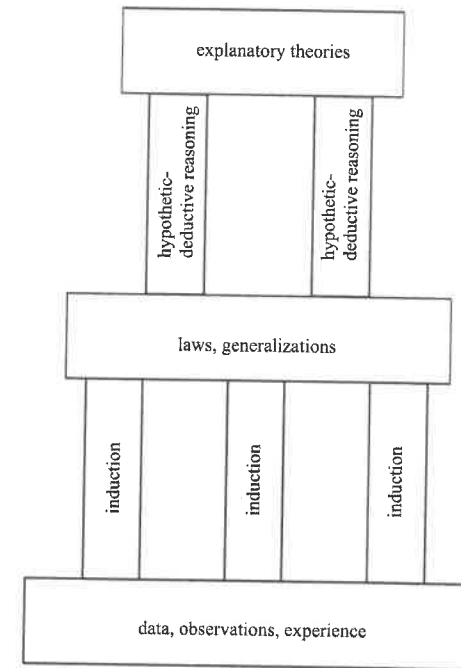 explanatory theories
hypothetic-
deductive reasoning
hypothetic-
deductive reasoning
laws, generalizations
induction
induction
induction
data, observations, experience